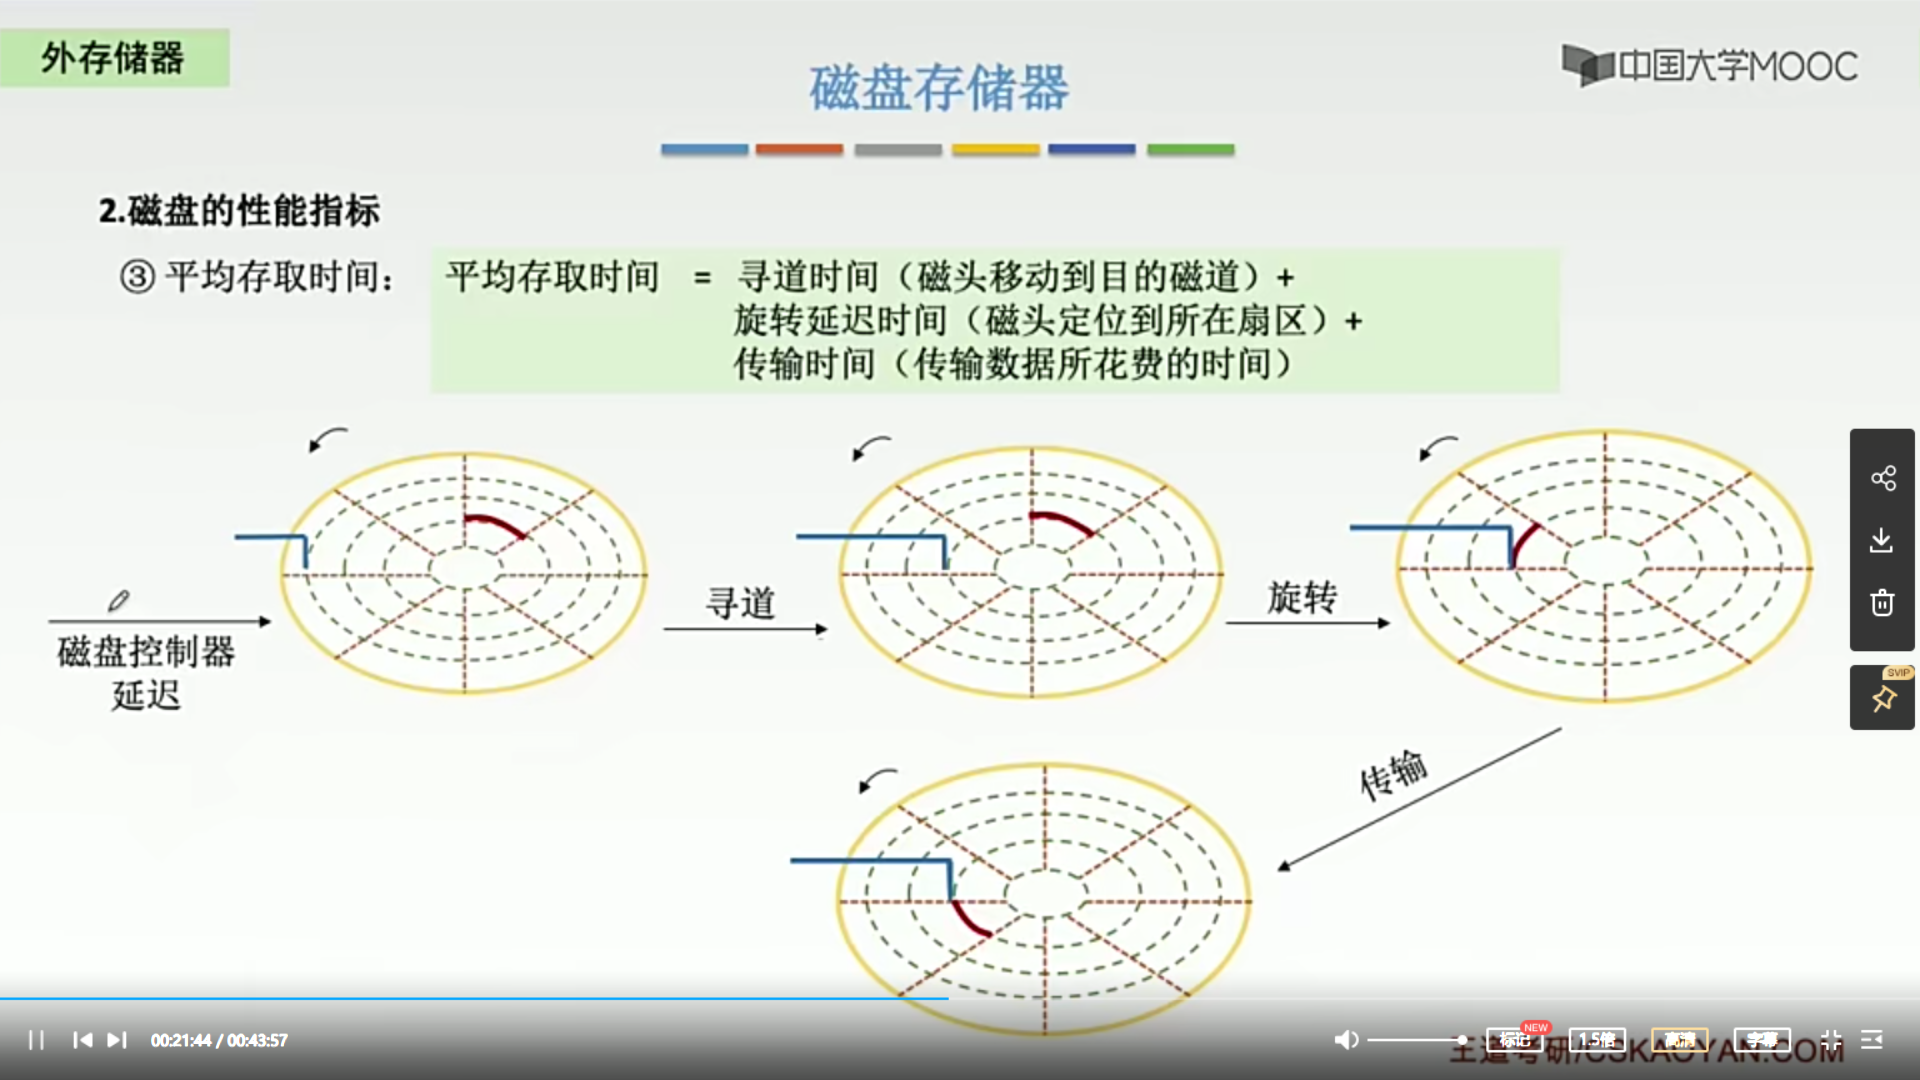 外存储器
中国大学MOOC
磁盘存储器
2.磁盘的性能指标
③ 平均存取时间：
平均存取时间 = 寻道时间（磁头移动到目的磁道）+
旋转延迟时间（磁头定位到所在扇区）+
传输时间（传输数据所花费的时间）
磁盘控制器
延迟
寻道
旋转
传输
SVIP
00:21:44 / 00:43:57
NEW
标记
1.5倍
高清
字幕
王道考研/CSKAOYAN.COM